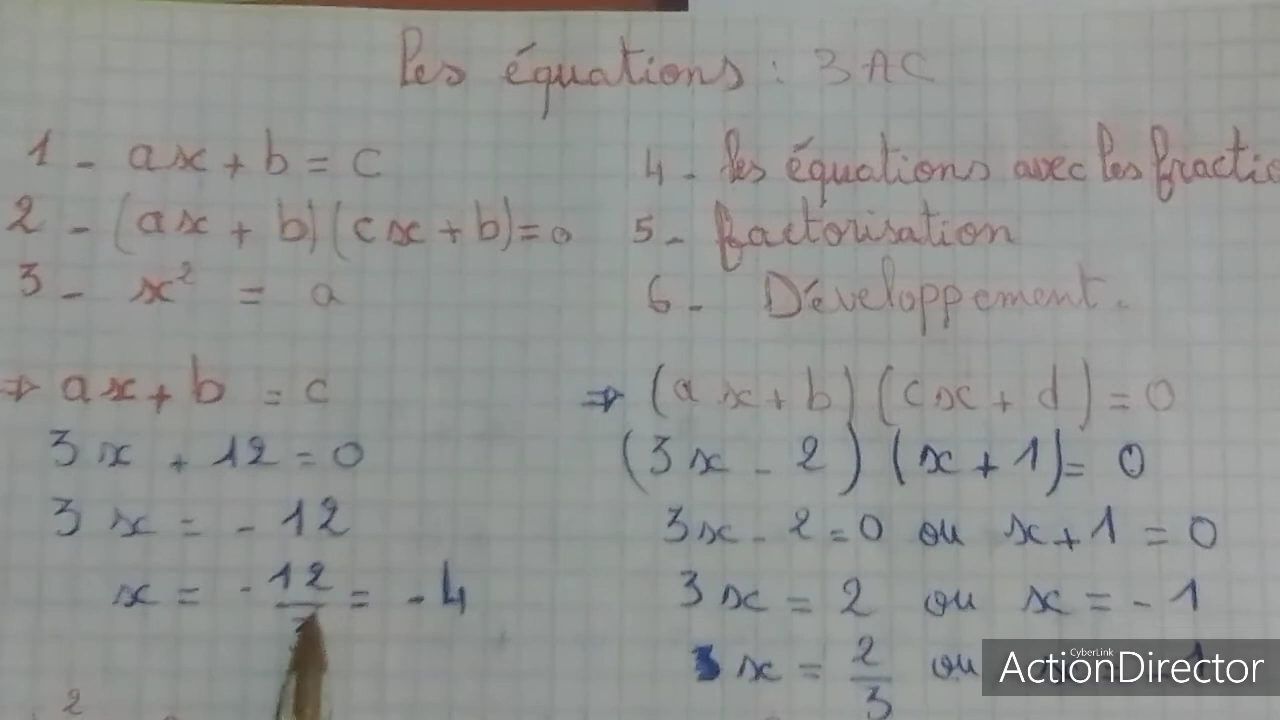 Les équations : 3AC
1 - ax + b = c
2 - (ax + b)(cx + b) = 0
3 - x² = a
4 - les équations avec les fractio
5 - factorisation
6 - Développement.
⇒ ax + b = c
3x + 12 = 0
3x = - 12
x = - 12/ = - 4
2
⇒ (ax + b)(cx + d) = 0
(3x - 2)(x + 1) = 0
3x - 2 = 0 ou x + 1 = 0
3x = 2 ou x = - 1
x = 2/3 ou 1
CyberLink
ActionDirector